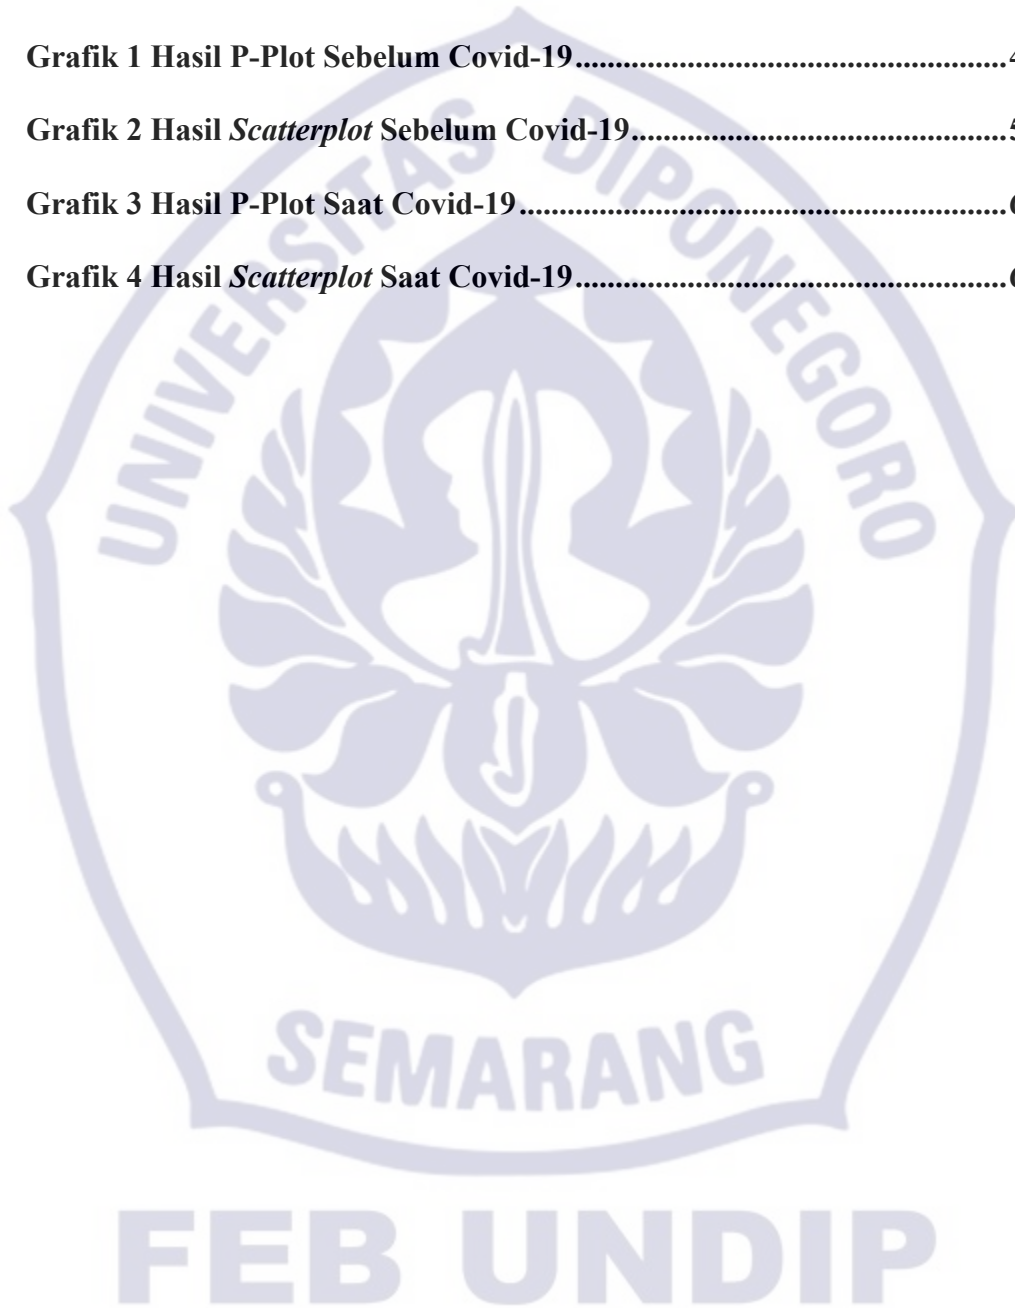 Grafik 1 Hasil P-Plot Sebelum Covid-19
Grafik 2 Hasil Scatterplot Sebelum Covid-19
Grafik 3 Hasil P-Plot Saat Covid-19
Grafik 4 Hasil Scatterplot Saat Covid-19
UNIVERSITAS DIPONEGORO
SEMARANG
FEB UNDIP